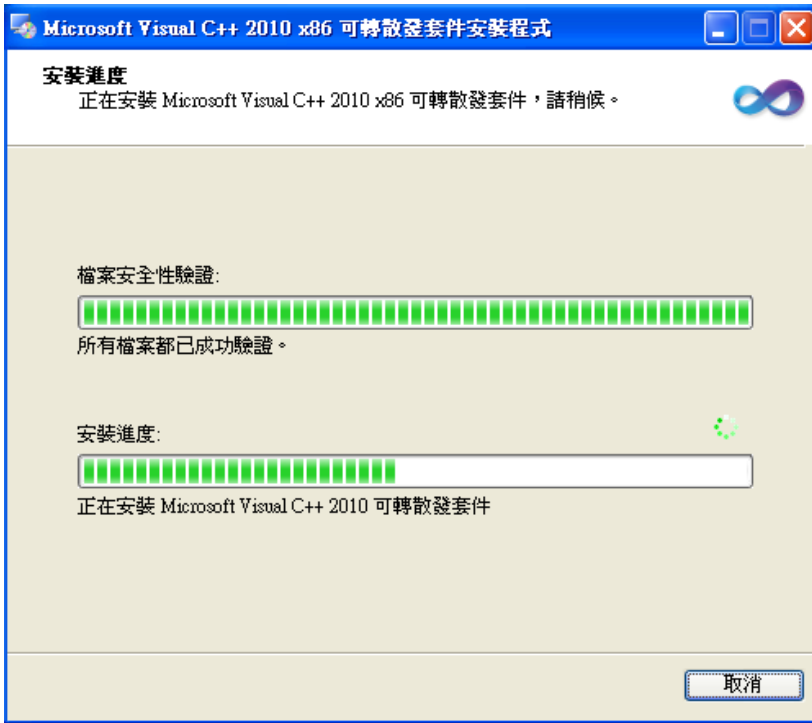 Microsoft Visual C++ 2010 x86 可轉散發套件安裝程式
安裝進度
正在安裝 Microsoft Visual C++ 2010 x86 可轉散發套件，請稍候。
檔案安全性驗證:
所有檔案都已成功驗證。
安裝進度:
正在安裝 Microsoft Visual C++ 2010 可轉散發套件
取消